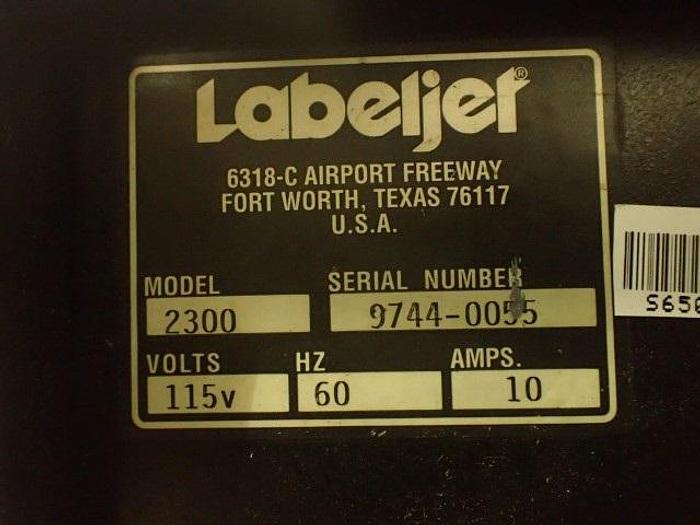 Labeljet®
6318-C AIRPORT FREEWAY
FORT WORTH, TEXAS 76117
U.S.A.
MODEL SERIAL NUMBER
2300 9744-0055
VOLTS HZ AMPS.
115v 60 10